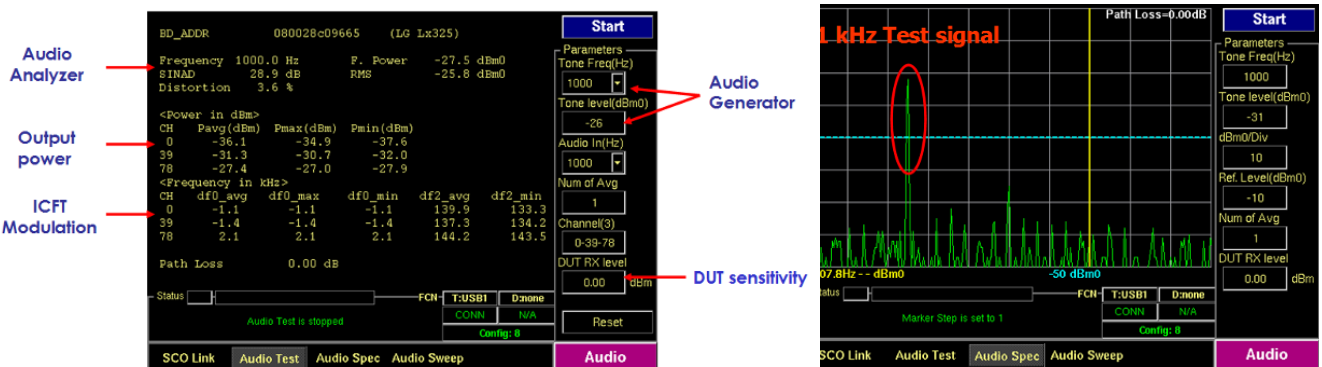 Audio
Analyzer
Output
power
ICFT
Modulation
BD_ADDR 080028c09665 (LG Lx325)
Frequency 1000.0 Hz F. Power -27.5 dBm0
SINAD 28.9 dB RMS -25.8 dBm0
Distortion 3.6 %
<Power in dBm>
CH Pavg(dBm) Pmax(dBm) Pmin(dBm)
0 -36.1 -34.9 -37.6
39 -31.3 -30.7 -32.0
78 -27.4 -27.0 -27.9
<Frequency in kHz>
CH df0_avg df0_max df0_min df2_avg df2_min
0 -1.1 -1.1 -1.1 139.9 133.3
39 -1.4 -1.4 -1.4 137.3 134.2
78 2.1 2.1 2.1 144.2 143.5
Path Loss 0.00 dB
Status FCN T:USB1 D:none
CONN N/A
Audio Test is stopped
Config: 8
SCO Link Audio Test Audio Spec Audio Sweep
Start
Parameters
Tone Freq(Hz)
1000
Tone level(dBm0)
-26
Audio In(Hz)
1000
Num of Avg
1
Channel(3)
0-39-78
DUT RX level
0.00 dBm
Reset
Audio
Audio
Generator
DUT sensitivity
Path Loss=0.00dB
1 kHz Test signal
07.8Hz - - dBm0 -50 dBm0
tatus FCN T:USB1 D:none
CONN N/A
Marker Step is set to 1
Config: 8
SCO Link Audio Test Audio Spec Audio Sweep
Start
Parameters
Tone Freq(Hz)
1000
Tone level(dBm0)
-31
dBm0/Div
10
Ref. Level(dBm0)
-10
Num of Avg
1
DUT RX level
0.00 dBm
Audio